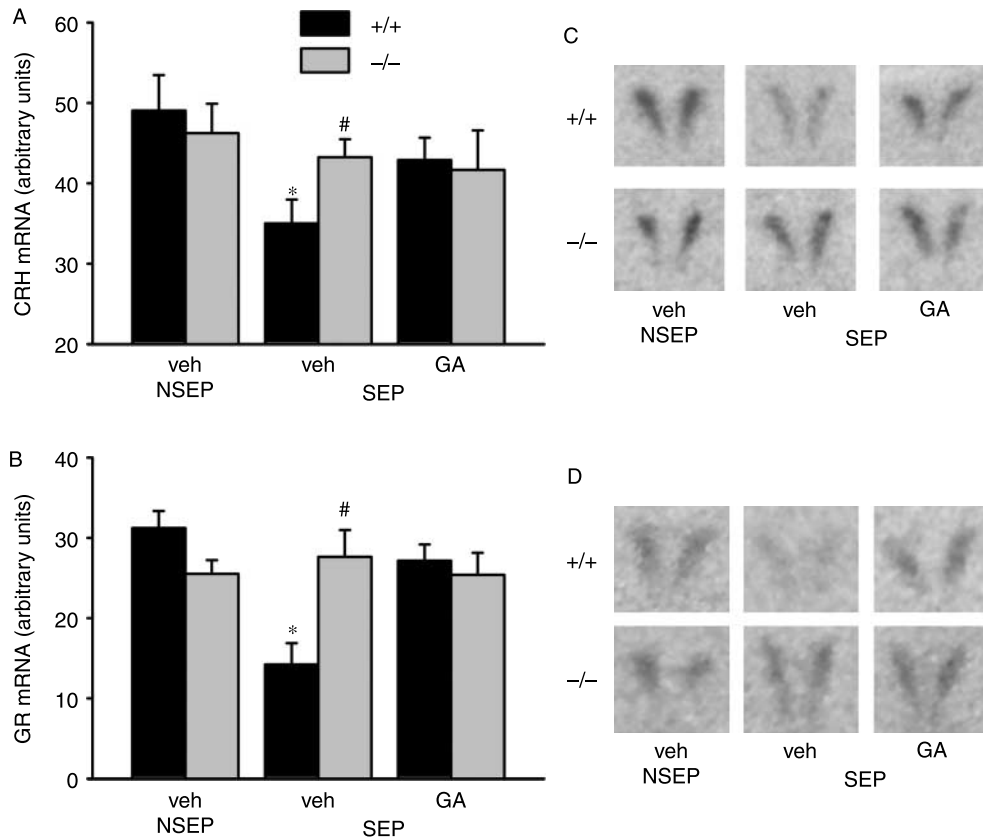 A
CRH mRNA (arbitrary units)
60
50
40
30
20
+/+
–/–
*
#
veh
veh
GA
NSEP
SEP
B
GR mRNA (arbitrary units)
40
30
20
10
0
*
#
veh
veh
GA
NSEP
SEP
C
+/+
–/–
veh
veh
GA
NSEP
SEP
D
+/+
–/–
veh
veh
GA
NSEP
SEP